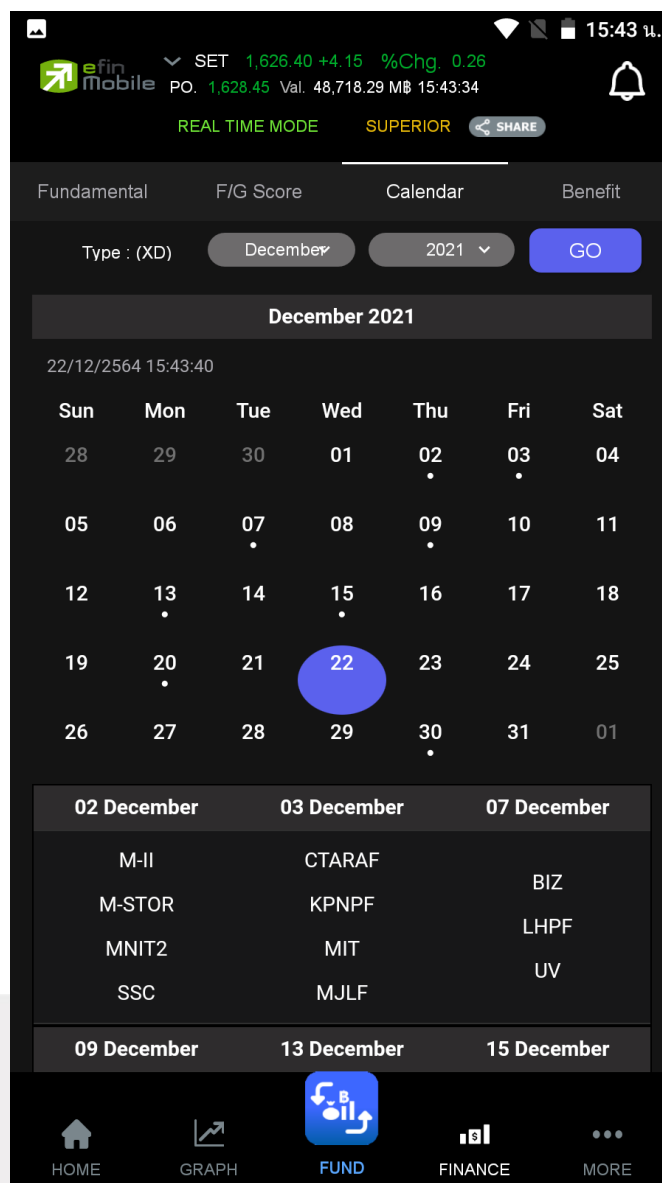 15:43 น.
efin Mobile
SET 1,626.40 +4.15 %Chg. 0.26
PO. 1,628.45 Val. 48,718.29 M฿ 15:43:34
REAL TIME MODE SUPERIOR SHARE
Fundamental F/G Score Calendar Benefit
Type : (XD) December 2021 GO
December 2021
22/12/2564 15:43:40
Sun Mon Tue Wed Thu Fri Sat
28 29 30 01 02 03 04
05 06 07 08 09 10 11
12 13 14 15 16 17 18
19 20 21 22 23 24 25
26 27 28 29 30 31 01
02 December 03 December 07 December
M-II CTARAF BIZ
M-STOR KPNPF LHPF
MNIT2 MIT UV
SSC MJLF
09 December 13 December 15 December
B
oil
HOME GRAPH FUND FINANCE MORE